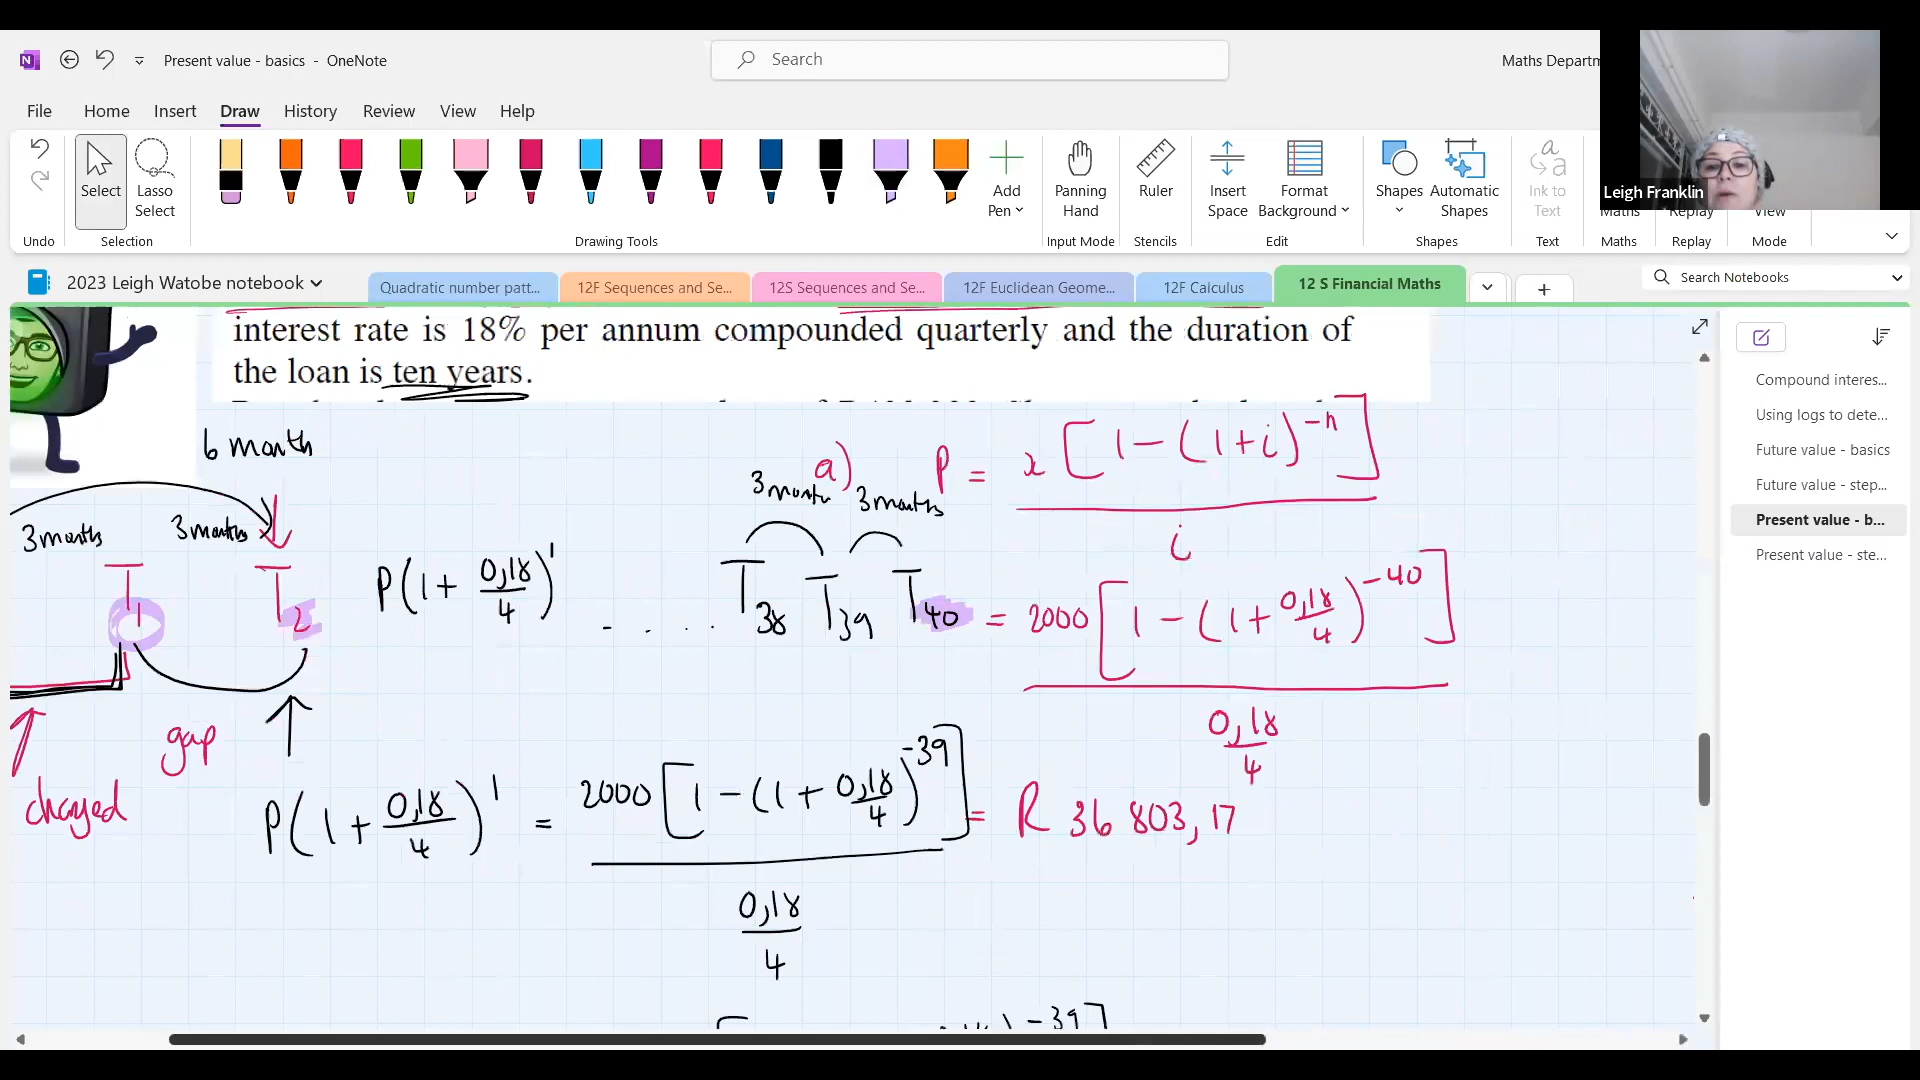 Present value - basics - OneNote
Search
Maths Departm
Leigh Franklin
File Home Insert Draw History Review View Help
Select
Lasso Select
Add Pen
Panning Hand
Ruler
Insert Space
Format Background
Shapes
Automatic Shapes
Ink to Text
Maths
Replay
View
Undo
Selection
Drawing Tools
Input Mode
Stencils
Edit
Shapes
Text
Maths
Replay
Mode
2023 Leigh Watobe notebook
Quadratic number patt...
12F Sequences and Se...
12S Sequences and Se...
12F Euclidean Geome...
12F Calculus
12 S Financial Maths
Search Notebooks
interest rate is 18% per annum compounded quarterly and the duration of
the loan is ten years.
6 month
3 months 3 months
T1 T2
P(1 + 0,18/4)^1
. . . .
3 months 3 months
T38 T39 T40
a) P = x[1 - (1+i)^-n] / i
= 2000[1 - (1 + 0,18/4)^-40] / (0,18/4)
gap
charged
P(1 + 0,18/4)^1 = 2000[1 - (1 + 0,18/4)^-39] / (0,18/4)
= R 36 803,17
-39]
Compound interes...
Using logs to dete...
Future value - basics
Future value - step...
Present value - b...
Present value - ste...